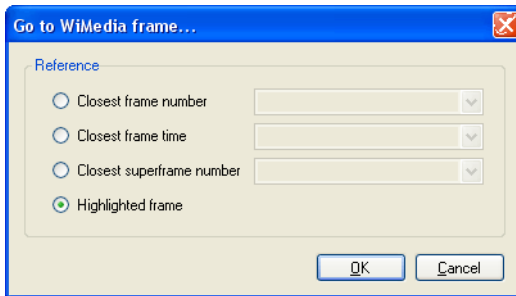 Go to WiMedia frame...
Reference
Closest frame number
Closest frame time
Closest superframe number
Highlighted frame
OK Cancel